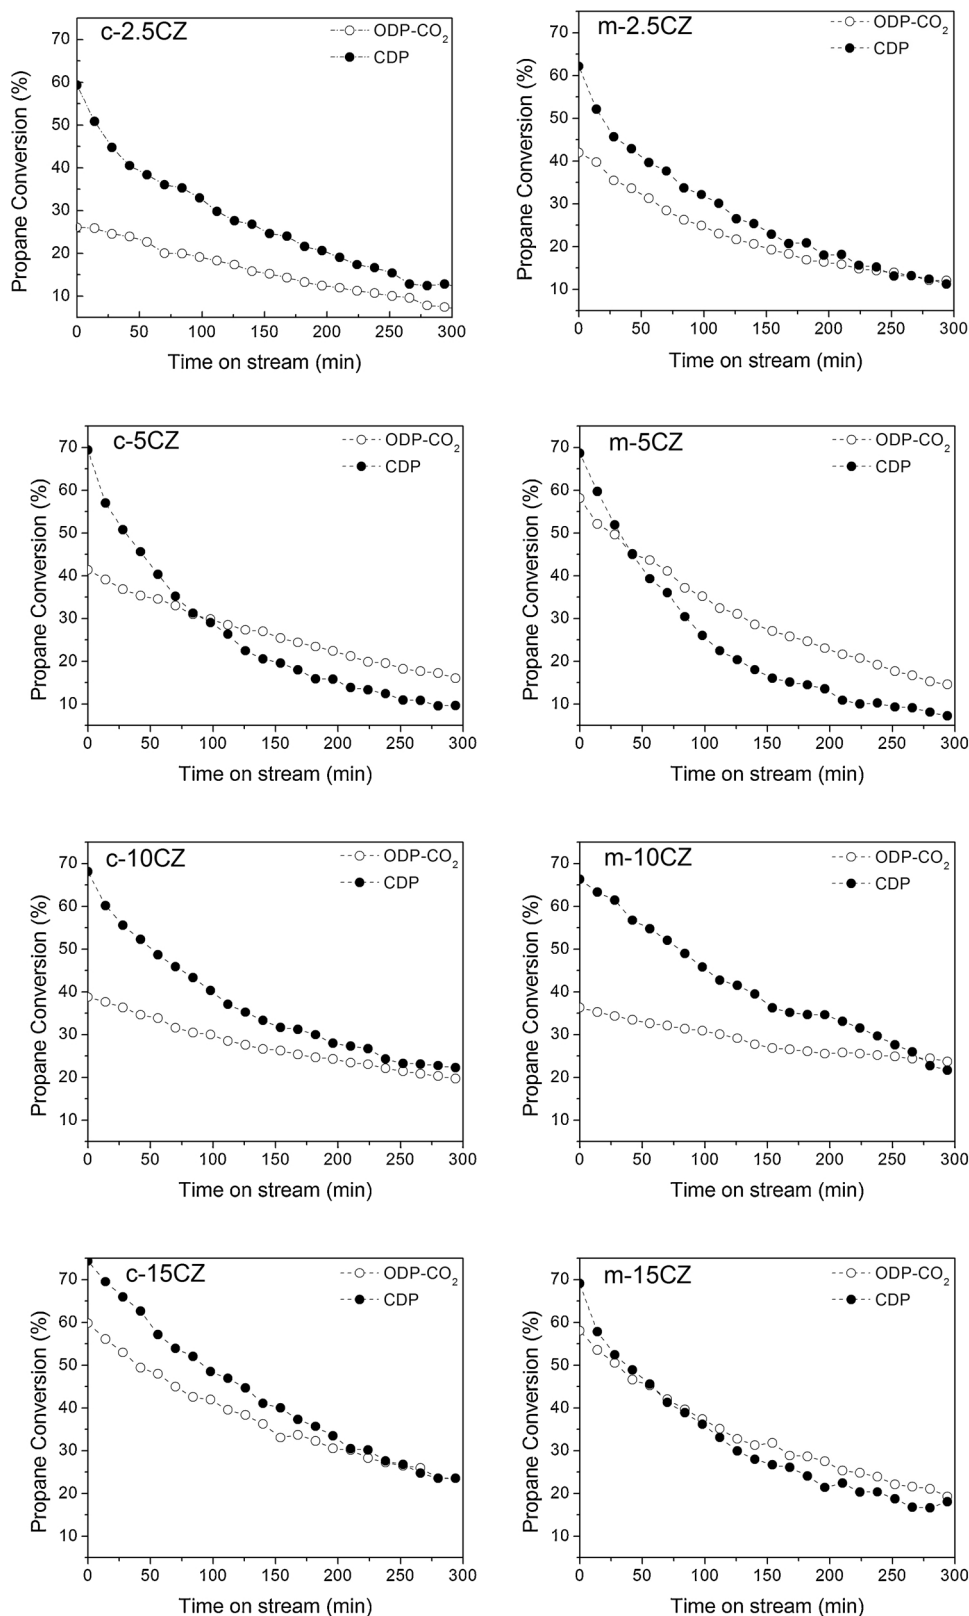 c-2.5CZ
ODP-CO₂
CDP
Propane Conversion (%)
70
60
50
40
30
20
10
0 50 100 150 200 250 300
Time on stream (min)
m-2.5CZ
ODP-CO₂
CDP
Propane Conversion (%)
70
60
50
40
30
20
10
0 50 100 150 200 250 300
Time on stream (min)
c-5CZ
ODP-CO₂
CDP
Propane Conversion (%)
70
60
50
40
30
20
10
0 50 100 150 200 250 300
Time on stream (min)
m-5CZ
ODP-CO₂
CDP
Propane Conversion (%)
70
60
50
40
30
20
10
0 50 100 150 200 250 300
Time on stream (min)
c-10CZ
ODP-CO₂
CDP
Propane Conversion (%)
70
60
50
40
30
20
10
0 50 100 150 200 250 300
Time on stream (min)
m-10CZ
ODP-CO₂
CDP
Propane Conversion (%)
70
60
50
40
30
20
10
0 50 100 150 200 250 300
Time on stream (min)
c-15CZ
ODP-CO₂
CDP
Propane Conversion (%)
70
60
50
40
30
20
10
0 50 100 150 200 250 300
Time on stream (min)
m-15CZ
ODP-CO₂
CDP
Propane Conversion (%)
70
60
50
40
30
20
10
0 50 100 150 200 250 300
Time on stream (min)